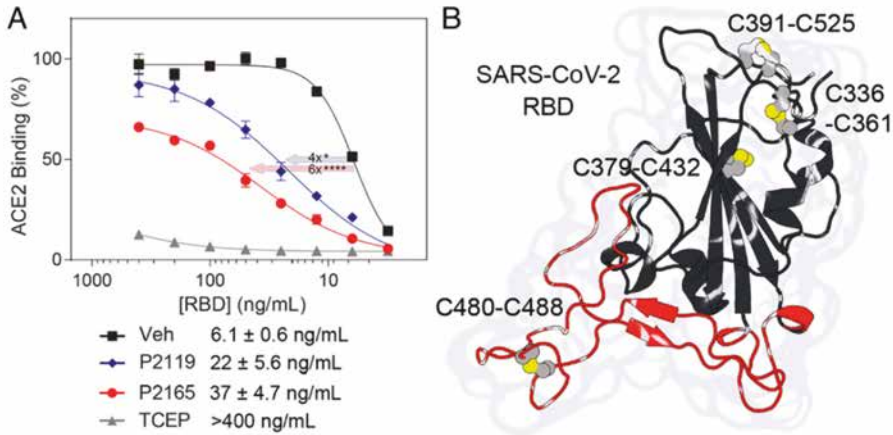 A
ACE2 Binding (%)
100
50
0
4x*
6x****
1000
100
10
[RBD] (ng/mL)
Veh 6.1 ± 0.6 ng/mL
P2119 22 ± 5.6 ng/mL
P2165 37 ± 4.7 ng/mL
TCEP >400 ng/mL
B
C391-C525
SARS-CoV-2
RBD
C336
-C361
C379-C432
C480-C488